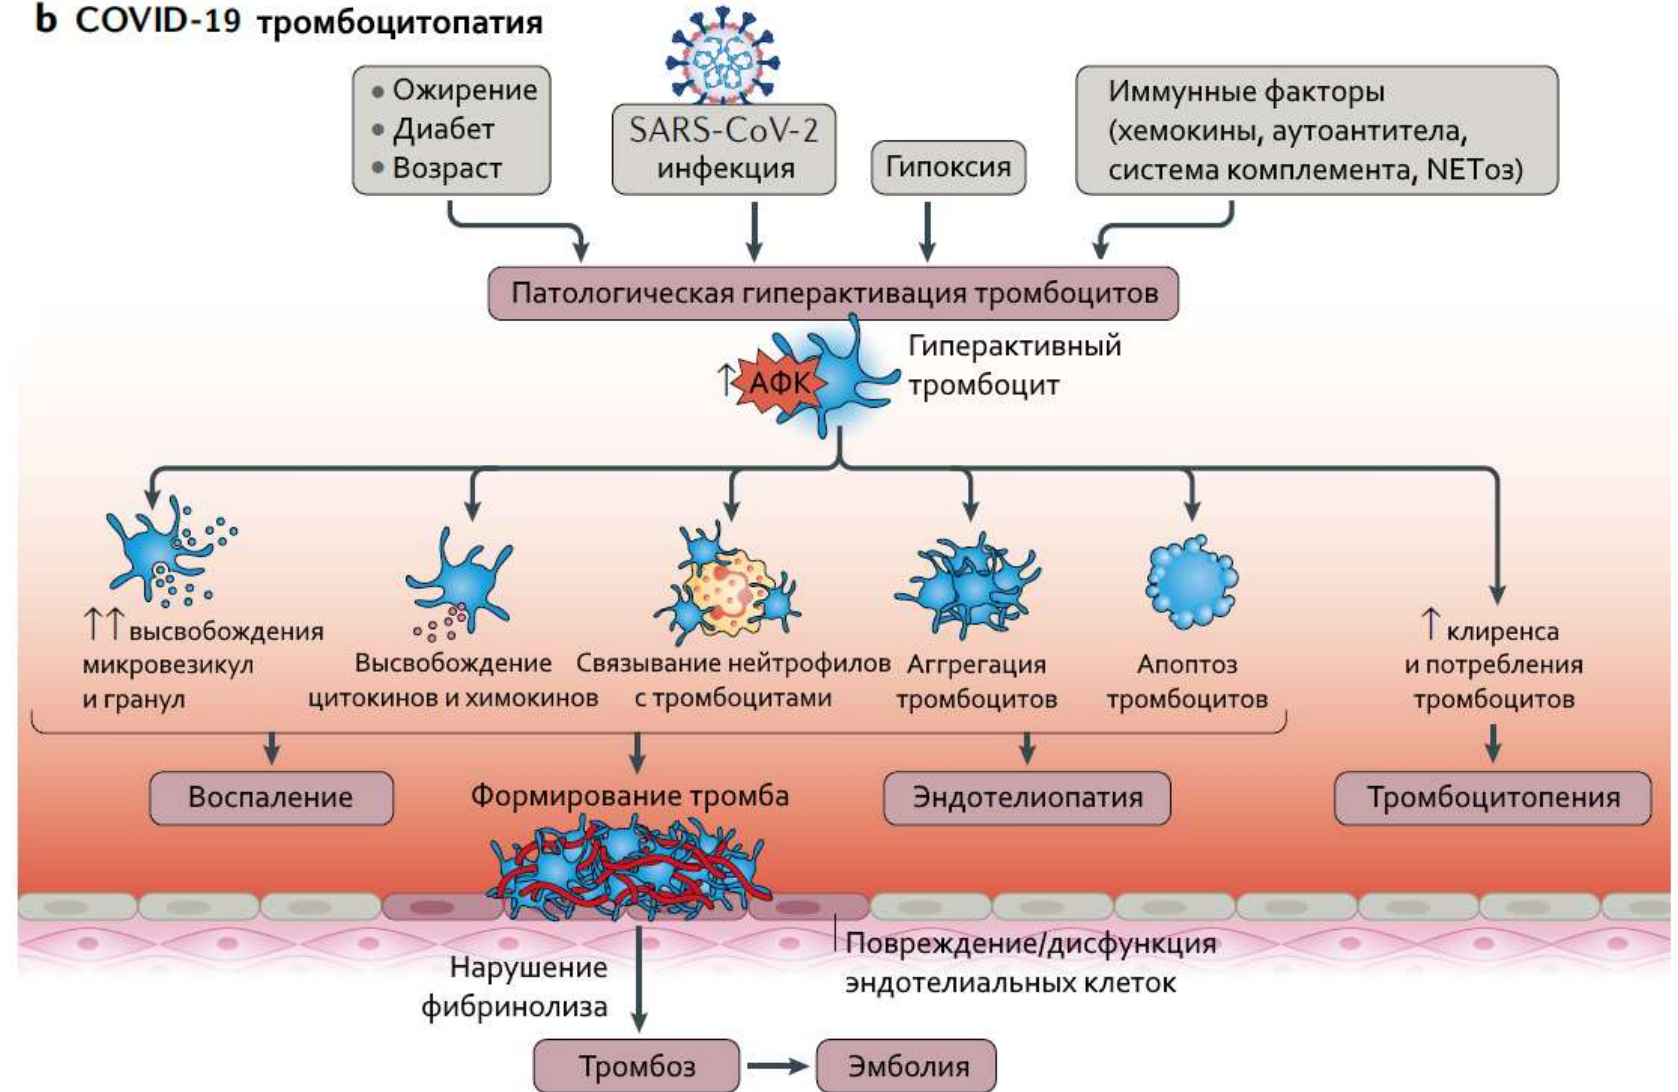 b COVID-19 тромбоцитопатия
• Ожирение
• Диабет
• Возраст
SARS-CoV-2
инфекция
Гипоксия
Иммунные факторы
(хемокины, аутоантитела,
система комплемента, NETоз)
Патологическая гиперактивация тромбоцитов
↑ АФК
Гиперактивный
тромбоцит
↑↑ высвобождения
микровезикул
и гранул
Высвобождение
цитокинов и химокинов
Связывание нейтрофилов
с тромбоцитами
Аггрегация
тромбоцитов
Апоптоз
тромбоцитов
↑ клиренса
и потребления
тромбоцитов
Воспаление
Формирование тромба
Эндотелиопатия
Тромбоцитопения
Повреждение/дисфункция
эндотелиальных клеток
Нарушение
фибринолиза
Тромбоз
Эмболия